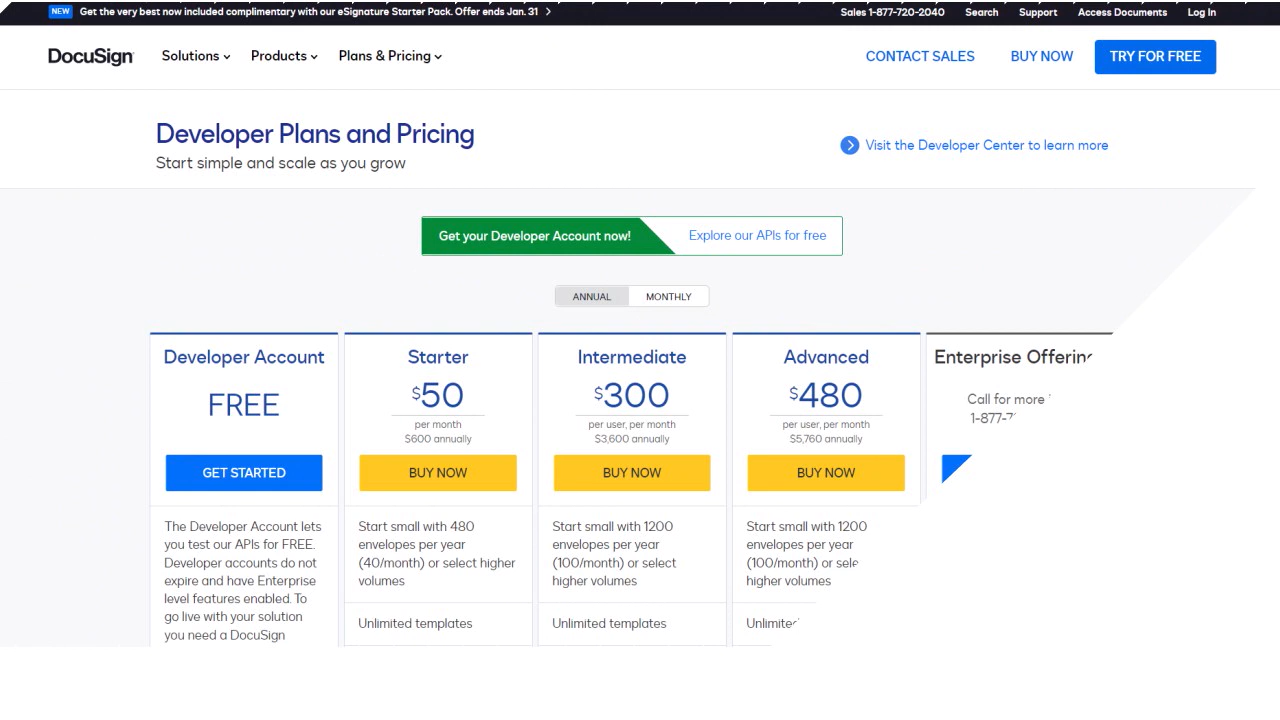 NEW Get the very best now included complimentary with our eSignature Starter Pack. Offer ends Jan. 31
Sales 1-877-720-2040 Search Support Access Documents Log In
DocuSign Solutions Products Plans & Pricing CONTACT SALES BUY NOW TRY FOR FREE
Developer Plans and Pricing
Start simple and scale as you grow
Visit the Developer Center to learn more
Get your Developer Account now! Explore our APIs for free
ANNUAL MONTHLY
Developer Account
FREE
GET STARTED
The Developer Account lets
you test our APIs for FREE.
Developer accounts do not
expire and have Enterprise
level features enabled. To
go live with your solution
you need a DocuSign
Starter
$50
per month
$600 annually
BUY NOW
Start small with 480
envelopes per year
(40/month) or select higher
volumes
Unlimited templates
Intermediate
$300
per user, per month
$3,600 annually
BUY NOW
Start small with 1200
envelopes per year
(100/month) or select
higher volumes
Unlimited templates
Advanced
$480
per user, per month
$5,760 annually
BUY NOW
Start small with 1200
envelopes per year
(100/month) or
higher volumes
Enterprise
Call for more
1-877-